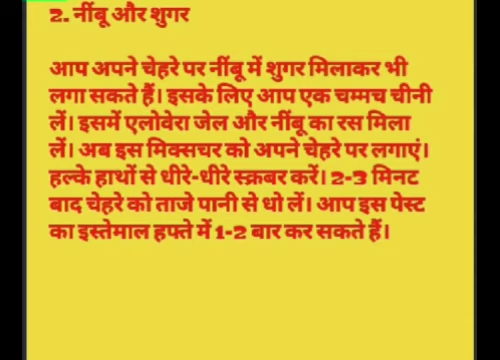 2. नींबू और शुगर
आप अपने चेहरे पर नींबू में शुगर मिलाकर भी
लगा सकते हैं। इसके लिए आप एक चम्मच चीनी
लें। इसमें एलोवेरा जेल और नींबू का रस मिला
लें। अब इस मिक्सचर को अपने चेहरे पर लगाएं।
हल्के हाथों से धीरे-धीरे स्क्रबर करें। 2-3 मिनट
बाद चेहरे को ताजे पानी से धो लें। आप इस पेस्ट
का इस्तेमाल हफ्ते में 1-2 बार कर सकते हैं।